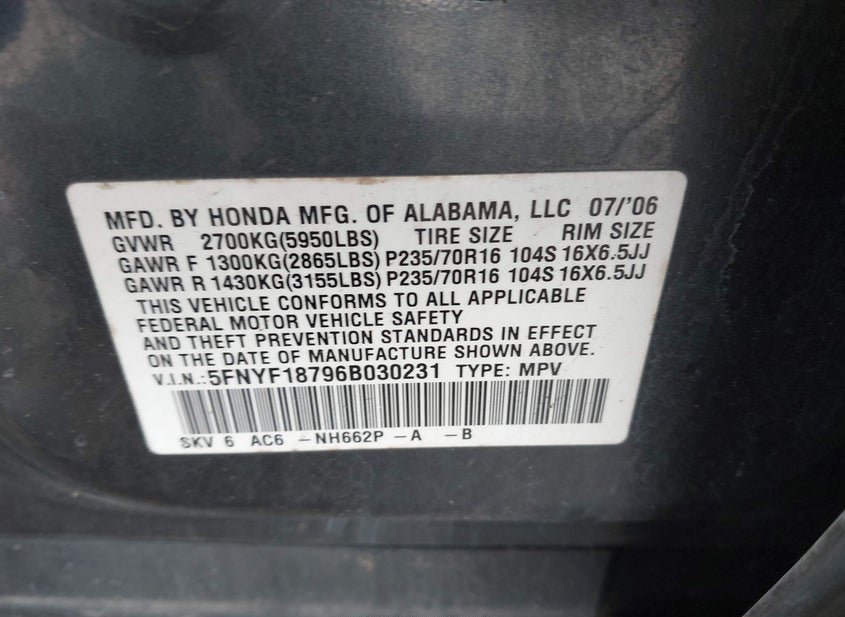 MFD. BY HONDA MFG. OF ALABAMA, LLC 07/'06
GVWR 2700KG(5950LBS) TIRE SIZE RIM SIZE
GAWR F 1300KG(2865LBS) P235/70R16 104S 16X6.5JJ
GAWR R 1430KG(3155LBS) P235/70R16 104S 16X6.5JJ
THIS VEHICLE CONFORMS TO ALL APPLICABLE
FEDERAL MOTOR VEHICLE SAFETY
AND THEFT PREVENTION STANDARDS IN EFFECT
ON THE DATE OF MANUFACTURE SHOWN ABOVE.
V.I.N.:5FNYF18796B030231 TYPE: MPV
SKV 6 AC6 -NH662P -A -B